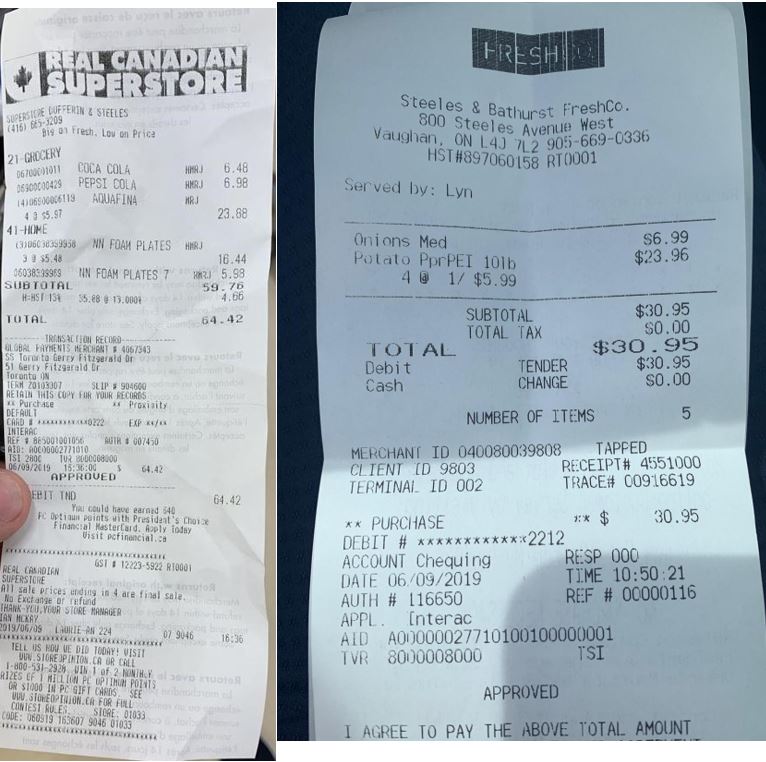 REAL CANADIAN
SUPERSTORE
SUPERSTORE DUFFERIN & STEELES
(416) 665-3209
Big on Fresh, Low on Price
21-GROCERY
06700001011 COCA COLA HMRJ 6.48
06900000429 PEPSI COLA HMRJ 6.98
(4)06900006119 AQUAFINA MRJ
4 @ $5.97 23.88
41-HOME
(3)06038399958 NN FOAM PLATES HMRJ
3 @ $5.48 16.44
06038399959 NN FOAM PLATES 7 HMRJ 5.98
SUBTOTAL 59.76
H=HST 13% 35.88 @ 13.000% 4.66
TOTAL 64.42
TRANSACTION RECORD
GLOBAL PAYMENTS MERCHANT # 4067343
SS Toronto Gerry Fitzgerald Dr
51 Gerry Fitzgerald Dr
Toronto ON
TERM Z0103307 SLIP # 904600
RETAIN THIS COPY FOR YOUR RECORDS
** Purchase ** Proximity
DEFAULT
CARD # ************0222 EXP **/**
INTERAC
REF # 885001001056 AUTH # 007450
AID: A0000002771010
TSI 2800 TVR 8080008000
06/09/2019 15:36:00 $ 64.42
APPROVED
EBIT TND 64.42
You could have earned 640
PC Optimum points with President's Choice
Financial MasterCard. Apply Today
Visit pcfinancial.ca
GST # 12223-5922 RT0001
REAL CANADIAN
SUPERSTORE
All sale prices ending in 4 are final sale.
No Exchange or refund
THANK-YOU,YOUR STORE MANAGER
IAN MCKAY
2019/06/09 LAURIE-AN 224 07 9046 16:36
TELL US HOW WE DID TODAY! VISIT
WWW.STOREOPINION.CA OR CALL
1-800-531-2928 WIN 1 of 2 MONTHLY
RIZES OF 1 MILLION PC OPTIMUM POINTS
OR $1000 IN PC GIFT CARDS. SEE
WWW.STOREOPINION.CA FOR FULL
CONTEST RULES. STORE: 01033
CODE: 060919 163607 9046 01033
FRESHCO
Steeles & Bathurst FreshCo.
800 Steeles Avenue West
Vaughan, ON L4J 7L2 905-669-0336
HST#897060158 RT0001
Served by: Lyn
Onions Med $6.99
Potato PprPEI 10lb $23.96
4 @ 1/ $5.99
SUBTOTAL $30.95
TOTAL TAX $0.00
TOTAL $30.95
Debit TENDER $30.95
Cash CHANGE $0.00
NUMBER OF ITEMS 5
MERCHANT ID 040080039808 TAPPED
CLIENT ID 9803 RECEIPT# 4551000
TERMINAL ID 002 TRACE# 00916619
** PURCHASE ** $ 30.95
DEBIT # ************2212
ACCOUNT Chequing RESP 000
DATE 06/09/2019 TIME 10:50:21
AUTH # 116650 REF # 00000116
APPL. Interac
AID A0000002771010010000000​1
TVR 8000008000 TSI
APPROVED
I AGREE TO PAY THE ABOVE TOTAL AMOUNT